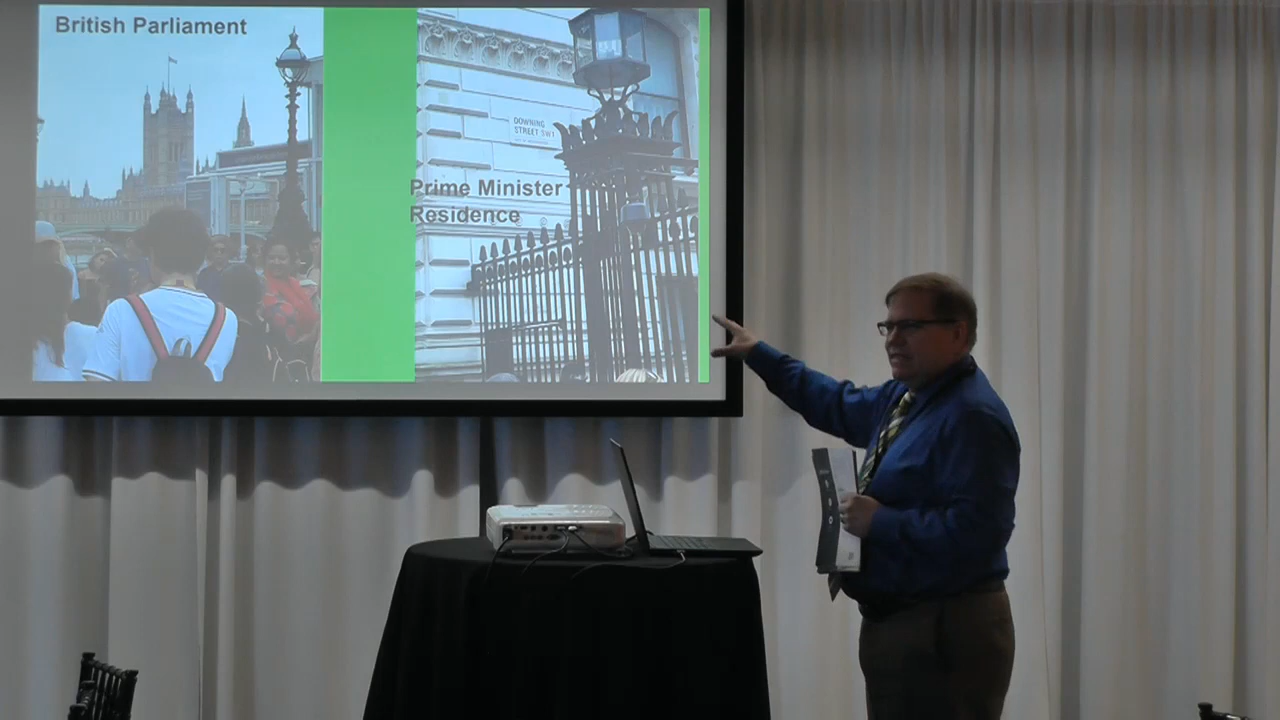 British Parliament
DOWNING
STREET SW1
Prime Minister
Residence